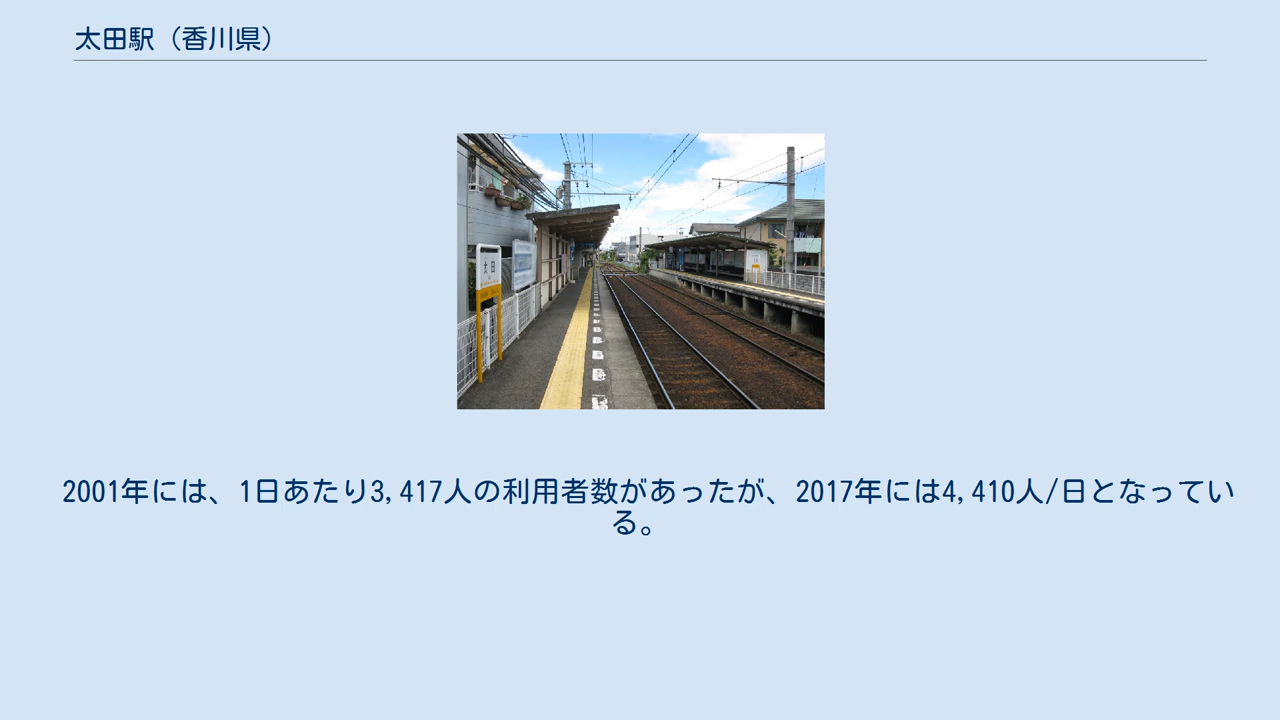 太田駅（香川県）
太田
2001年には、1日あたり3,417人の利用者数があったが、2017年には4,410人/日となってい
る。